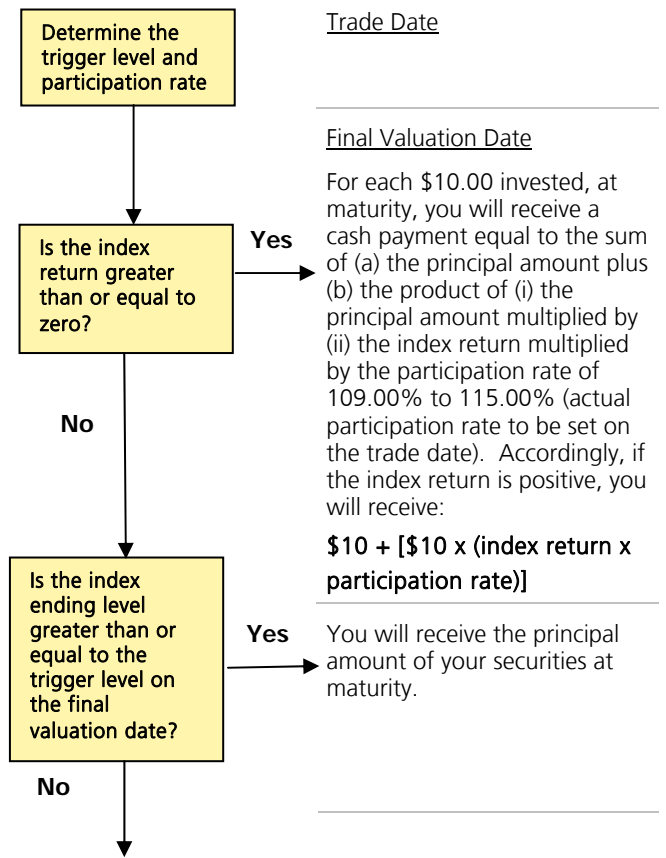 Determine the
trigger level and
participation rate
Trade Date
Final Valuation Date
Is the index
return greater
than or equal to
zero?
Yes
For each $10.00 invested, at
maturity, you will receive a
cash payment equal to the sum
of (a) the principal amount plus
(b) the product of (i) the
principal amount multiplied by
(ii) the index return multiplied
by the participation rate of
109.00% to 115.00% (actual
participation rate to be set on
the trade date).  Accordingly, if
the index return is positive, you
will receive:
$10 + [$10 x (index return x
participation rate)]
No
Is the index
ending level
greater than or
equal to the
trigger level on
the final
valuation date?
Yes
You will receive the principal
amount of your securities at
maturity.
No